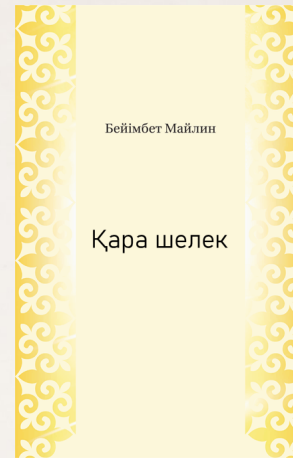 Бейімбет Майлин
Қара шелек